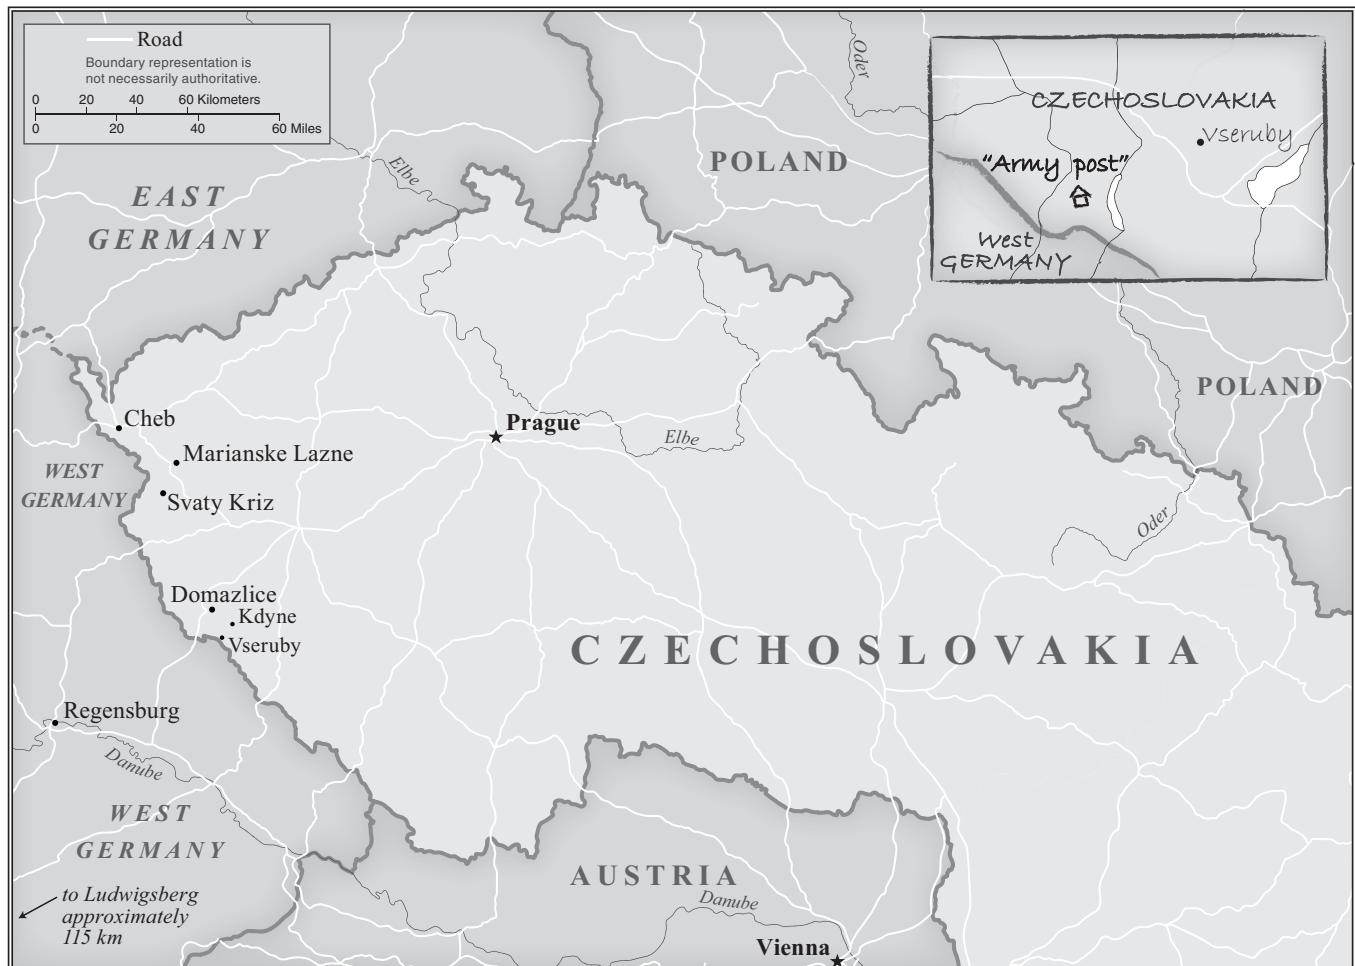 Road
Boundary representation is
not necessarily authoritative.
0 20 40 60 Kilometers
0 20 40 60 Miles
Oder
CZECHOSLOVAKIA
Vseruby
"Army post"
West
GERMANY
Elbe
POLAND
EAST
GERMANY
POLAND
Cheb
Prague
Elbe
Marianske Lazne
WEST
GERMANY
Svaty Kriz
Oder
Domazlice
Kdyne
Vseruby
CZECHOSLOVAKIA
Regensburg
Danube
WEST
GERMANY
AUSTRIA
to Ludwigsberg
approximately
115 km
Danube
Vienna